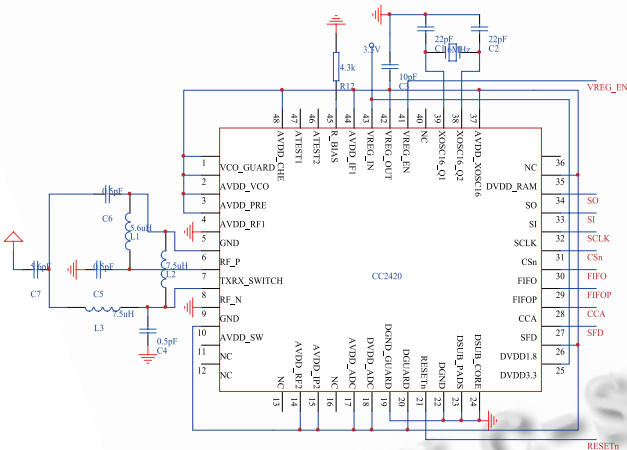 22pF
22pF
C1
16MHz
C2
3.3V
4.3k
R12
10pF
C3
VREG_EN
48
47
46
45
44
43
42
41
40
39
38
37
AVDD_CHE
ATEST1
ATEST2
R_BIAS
AVDD_IF1
VREG_IN
VREG_OUT
VREG_EN
NC
XOSC16_Q1
XOSC16_Q2
AVDD_XOSC16
1 VCO_GUARD
2 AVDD_VCO
3 AVDD_PRE
4 AVDD_RF1
5 GND
6 RF_P
7 TXRX_SWITCH
8 RF_N
9 GND
10 AVDD_SW
11 NC
12 NC
CC2420
NC 36
DVDD_RAM 35
SO 34 SO
SI 33 SI
SCLK 32 SCLK
CSn 31 CSn
FIFO 30 FIFO
FIFOP 29 FIFOP
CCA 28 CCA
SFD 27 SFD
DVDD1.8 26
DVDD3.3 25
0.5pF
C6
5.6uH
L1
7.5uH
L2
C7
C5
7.5uH
L3
0.5pF
C4
NC
AVDD_RF2
AVDD_IP2
NC
AVDD_ADC
DVDD_ADC
DGND_GUARD
DGUARD
RESETn
DGND
DSUB_PADS
DSUB_CORE
13
14
15
16
17
18
19
20
21
22
23
24
RESETn